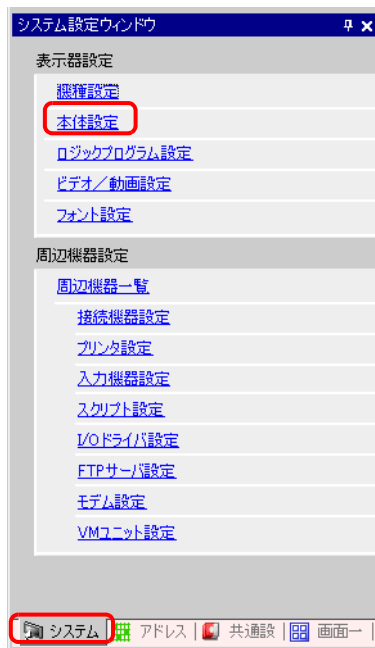 システム設定ウィンドウ
表示器設定
機種設定
本体設定
ロジックプログラム設定
ビデオ／動画設定
フォント設定
周辺機器設定
周辺機器一覧
接続機器設定
プリンタ設定
入力機器設定
スクリプト設定
I/Oドライバ設定
FTPサーバ設定
モデム設定
VMユニット設定
システム アドレス 共通設 画面一